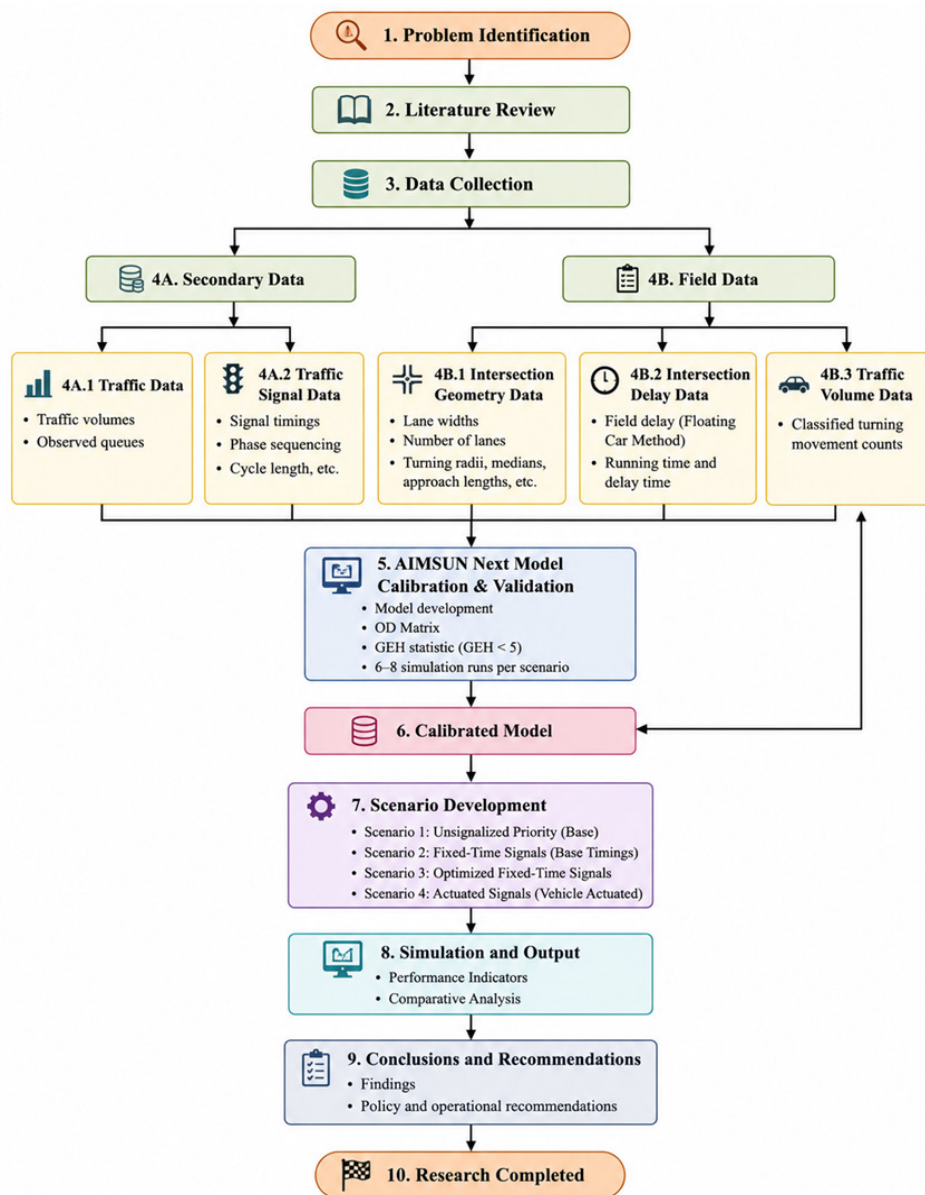 1. Problem Identification
2. Literature Review
3. Data Collection
4A. Secondary Data
4B. Field Data
4A.1 Traffic Data
• Traffic volumes
• Observed queues
4A.2 Traffic
Signal Data
• Signal timings
• Phase sequencing
• Cycle length, etc.
4B.1 Intersection
Geometry Data
• Lane widths
• Number of lanes
• Turning radii, medians,
approach lengths, etc.
4B.2 Intersection
Delay Data
• Field delay (Floating
Car Method)
• Running time and
delay time
4B.3 Traffic
Volume Data
• Classified turning
movement counts
5. AIMSUN Next Model
Calibration & Validation
• Model development
• OD Matrix
• GEH statistic (GEH < 5)
• 6–8 simulation runs per scenario
6. Calibrated Model
7. Scenario Development
• Scenario 1: Unsignalized Priority (Base)
• Scenario 2: Fixed-Time Signals (Base Timings)
• Scenario 3: Optimized Fixed-Time Signals
• Scenario 4: Actuated Signals (Vehicle Actuated)
8. Simulation and Output
• Performance Indicators
• Comparative Analysis
9. Conclusions and Recommendations
• Findings
• Policy and operational recommendations
10. Research Completed